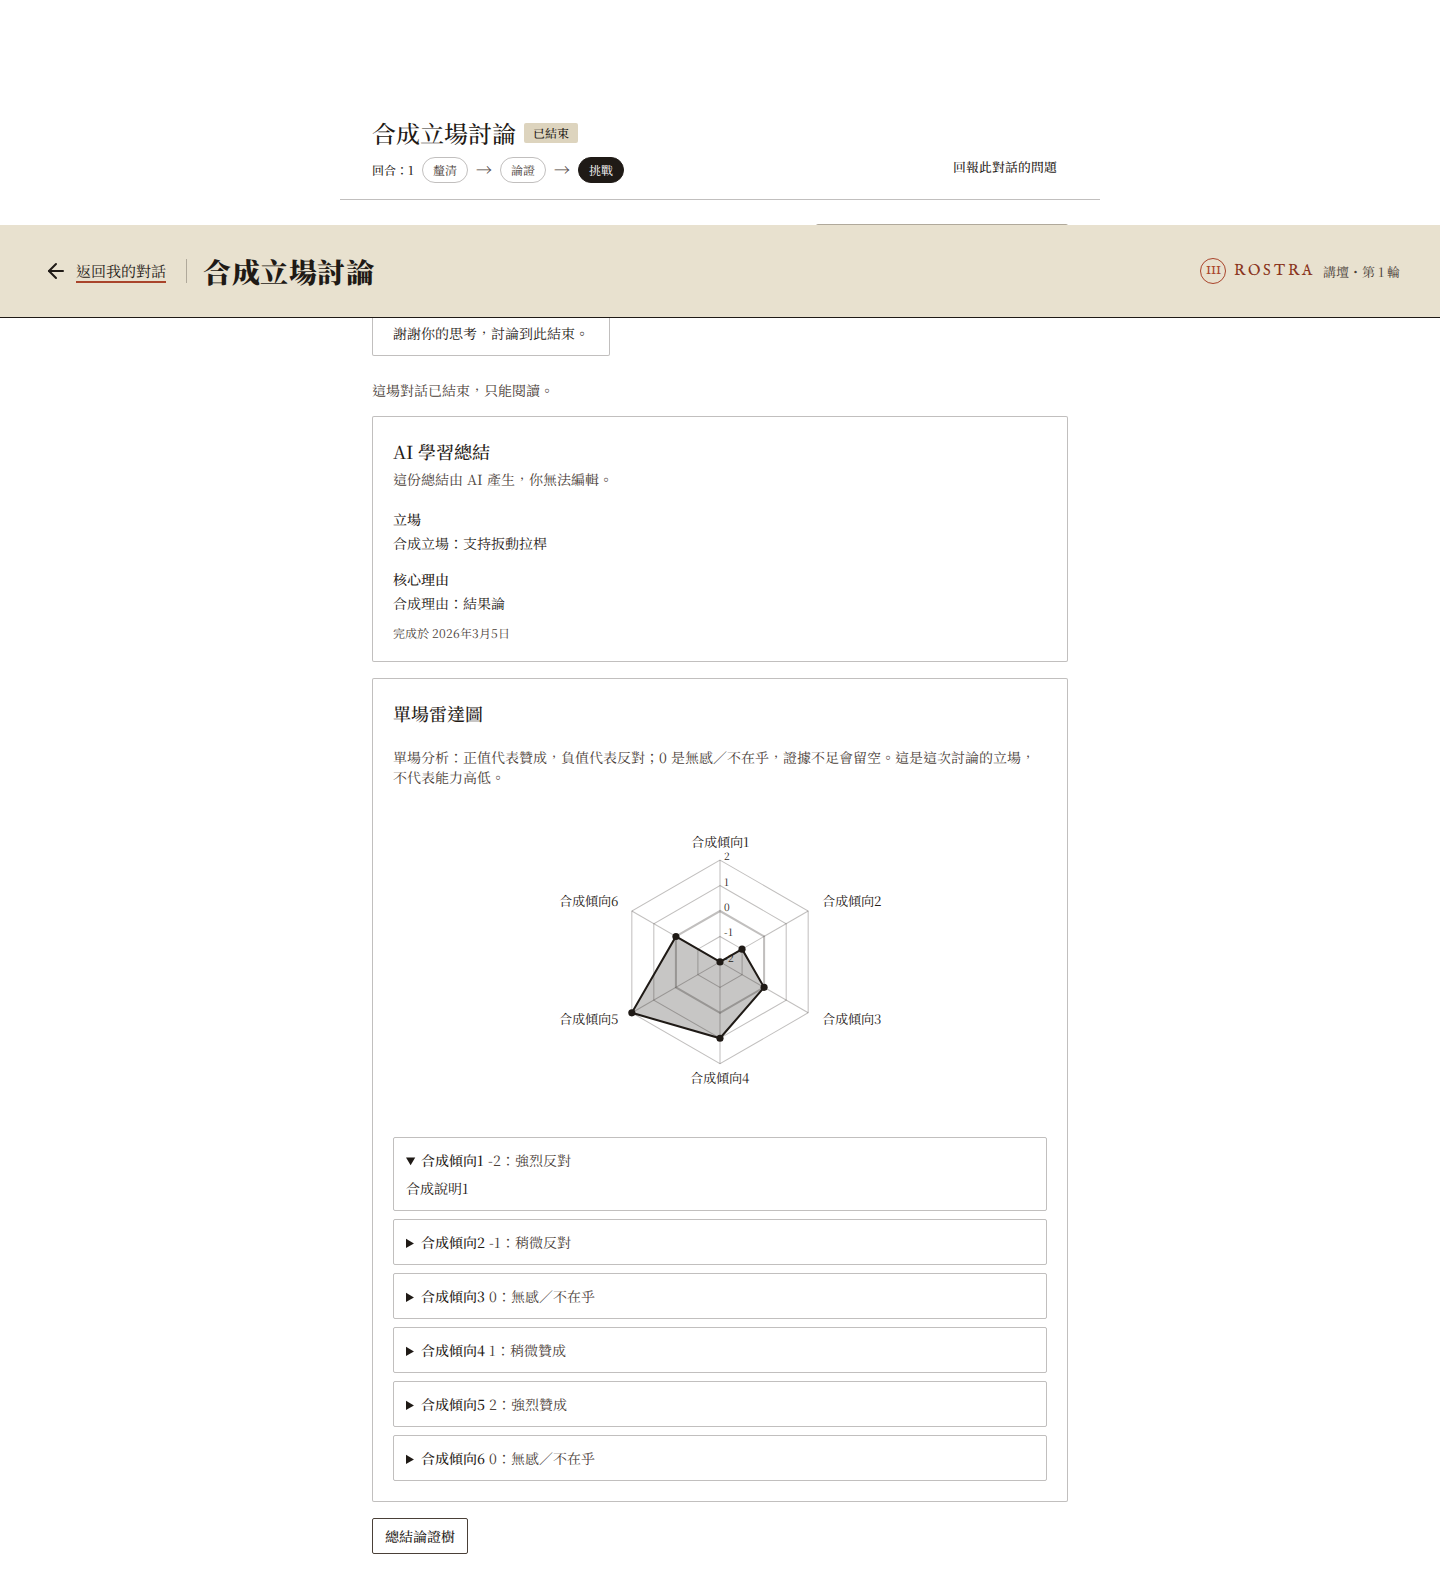 合成立場討論 已結束
回合：1 釐清 → 論證 → 挑戰
回報此對話的問題
← 返回我的對話 合成立場討論 III ROSTRA 講壇・第 1 輪
謝謝你的思考，討論到此結束。
這場對話已結束，只能閱讀。
AI 學習總結
這份總結由 AI 產生，你無法編輯。
立場
合成立場：支持扳動拉桿
核心理由
合成理由：結果論
完成於 2026年3月5日
單場雷達圖
單場分析：正值代表贊成，負值代表反對；0 是無感／不在乎，證據不足會留空。這是這次討論的立場，
不代表能力高低。
合成傾向1
2
1
0
-1
-2
合成傾向6
合成傾向2
合成傾向5
合成傾向3
合成傾向4
▼ 合成傾向1 -2：強烈反對
合成說明1
▶ 合成傾向2 -1：稍微反對
▶ 合成傾向3 0：無感／不在乎
▶ 合成傾向4 1：稍微贊成
▶ 合成傾向5 2：強烈贊成
▶ 合成傾向6 0：無感／不在乎
總結論證樹